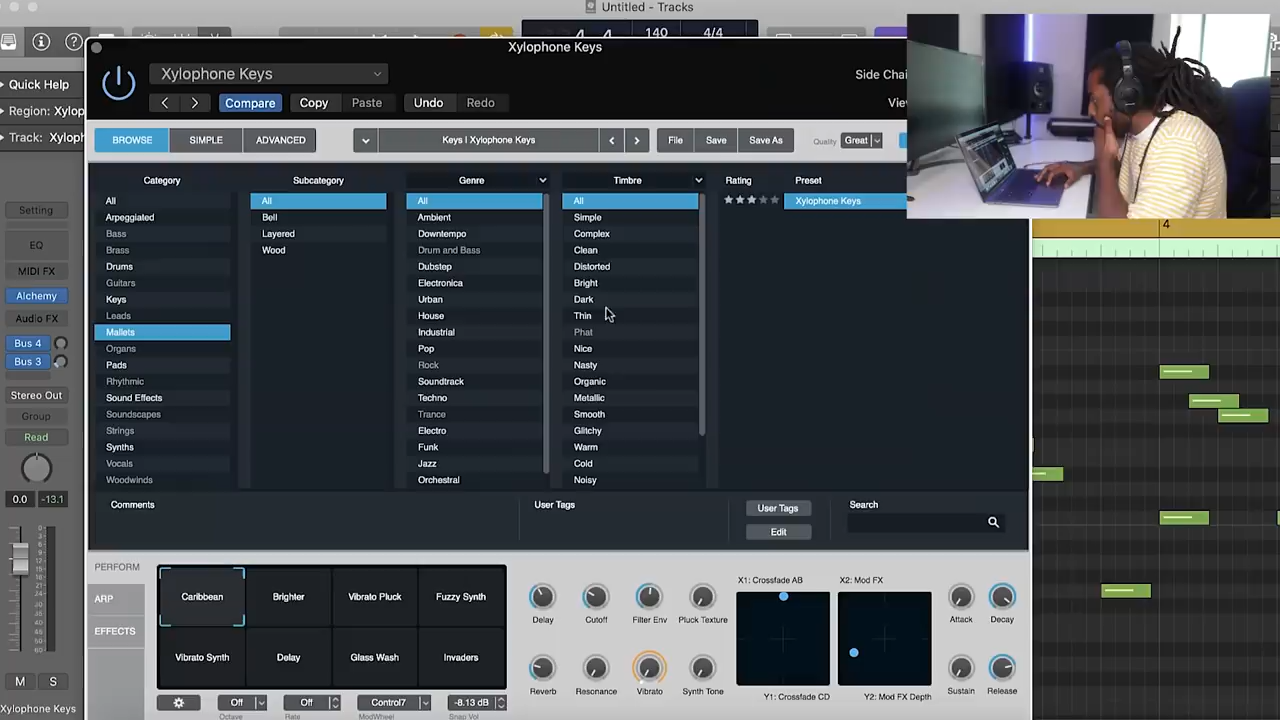 Untitled - Tracks
4 4 140 4/4
Xylophone Keys
Quick Help
Region: Xylop
Track: Xyloph
Xylophone Keys
Side Chai
Compare Copy Paste Undo Redo
View
BROWSE SIMPLE ADVANCED Keys | Xylophone Keys File Save Save As Quality Great
Category Subcategory Genre Timbre Rating Preset
All All All All Xylophone Keys
Arpeggiated Bell Ambient Simple
Bass Layered Downtempo Complex
Brass Wood Drum and Bass Clean
Drums Dubstep Distorted
Guitars Electronica Bright
Keys Urban Dark
Leads House Thin
Mallets Industrial Phat
Organs Pop Nice
Pads Rock Nasty
Rhythmic Soundtrack Organic
Sound Effects Techno Metallic
Soundscapes Trance Smooth
Strings Electro Glitchy
Synths Funk Warm
Vocals Jazz Cold
Woodwinds Orchestral Noisy
Comments User Tags User Tags Search
Edit
Setting
EQ
MIDI FX
Alchemy
Audio FX
Bus 4
Bus 3
Stereo Out
Group
Read
0.0 -13.1
M S
Xylophone Keys
4
PERFORM
ARP
EFFECTS
Caribbean Brighter Vibrato Pluck Fuzzy Synth
Vibrato Synth Delay Glass Wash Invaders
Off Off Control7 -8.13 dB
Octave Rate ModWheel Snap Vol
Delay Cutoff Filter Env Pluck Texture
Reverb Resonance Vibrato Synth Tone
X1: Crossfade AB X2: Mod FX
Y1: Crossfade CD Y2: Mod FX Depth
Attack Decay
Sustain Release